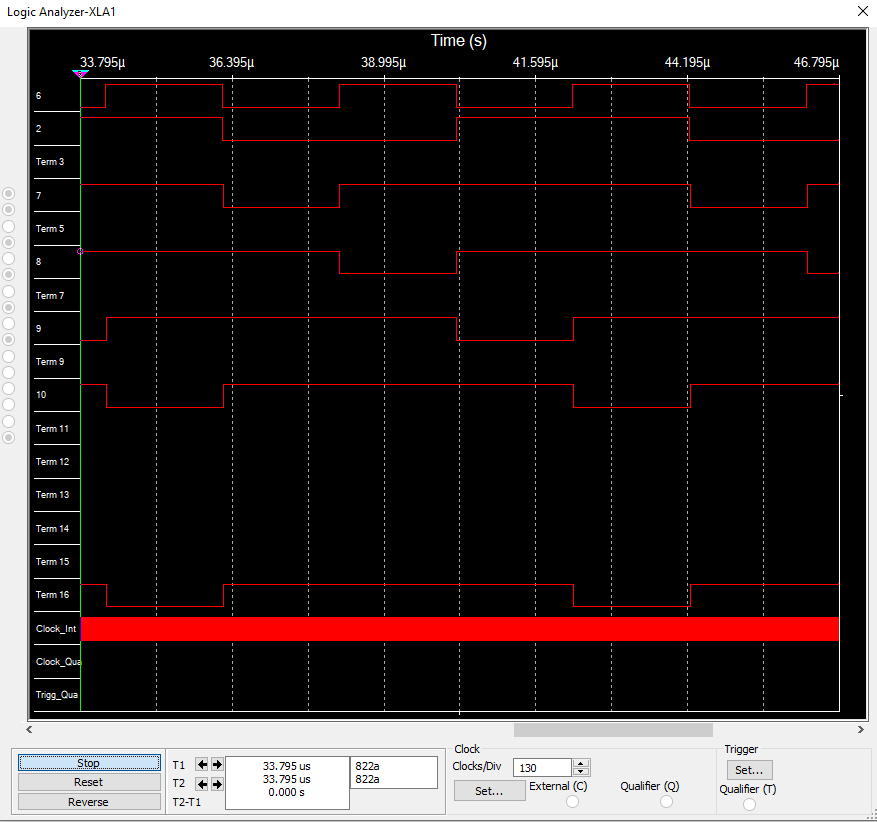 Logic Analyzer-XLA1
Time (s)
33.795µ 36.395µ 38.995µ 41.595µ 44.195µ 46.795µ
6
2
Term 3
7
Term 5
8
Term 7
9
Term 9
10
Term 11
Term 12
Term 13
Term 14
Term 15
Term 16
Clock_Int
Clock_Qua
Trigg_Qua
Stop
Reset
Reverse
T1 33.795 us 822a
T2 33.795 us 822a
T2-T1 0.000 s
Clock
Clocks/Div 130
Set... External (C) Qualifier (Q)
Trigger
Set...
Qualifier (T)